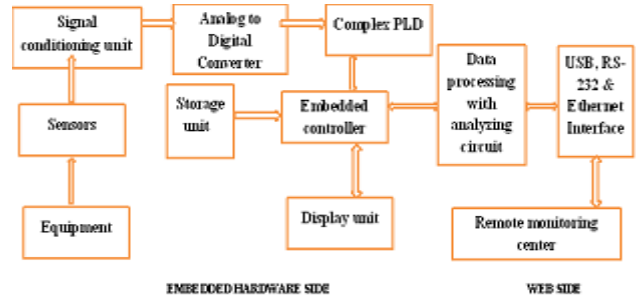 Signal
conditioning unit
Analog to
Digital
Converter
Complex PLD
Sensors
Storage
unit
Embedded
controller
Data
processing
with
analyzing
circuit
USB, RS-
232 &
Ethernet
Interface
Equipment
Display unit
Remote monitoring
center
EMBEDDED HARDWARE SIDE
WEB SIDE